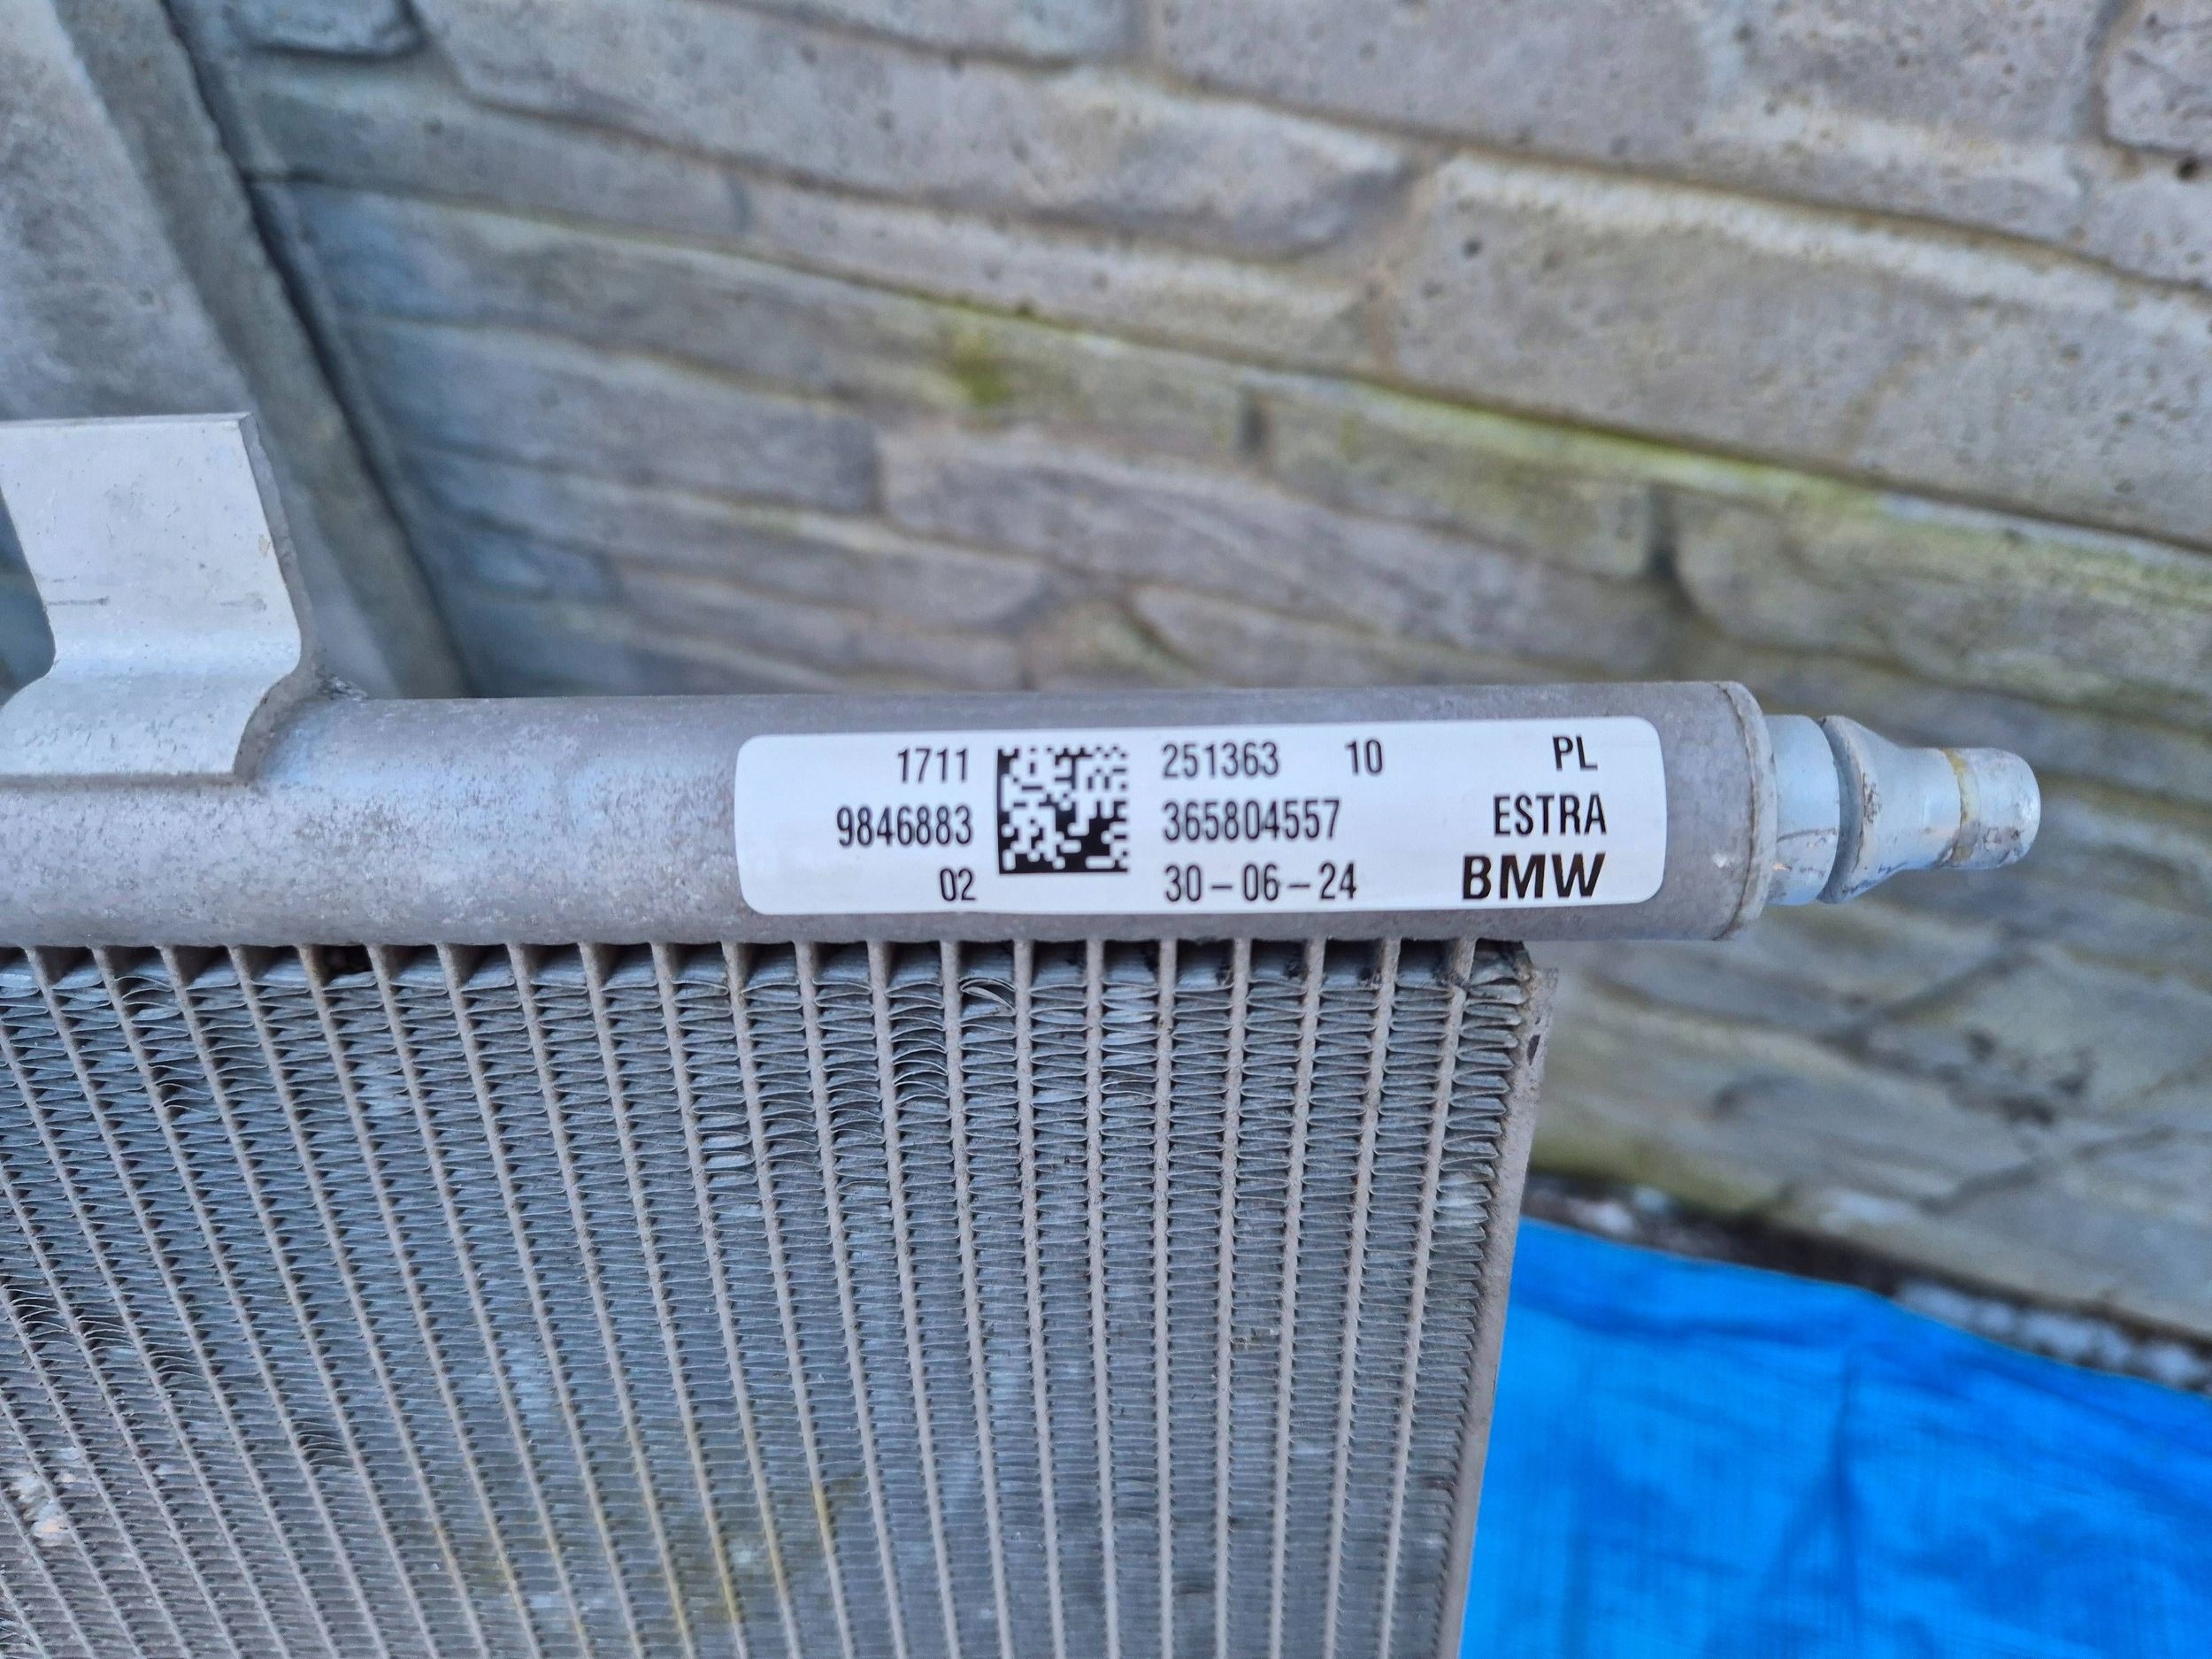 1711 251363 10 PL
9846883 365804557 ESTRA
02 30-06-24 BMW